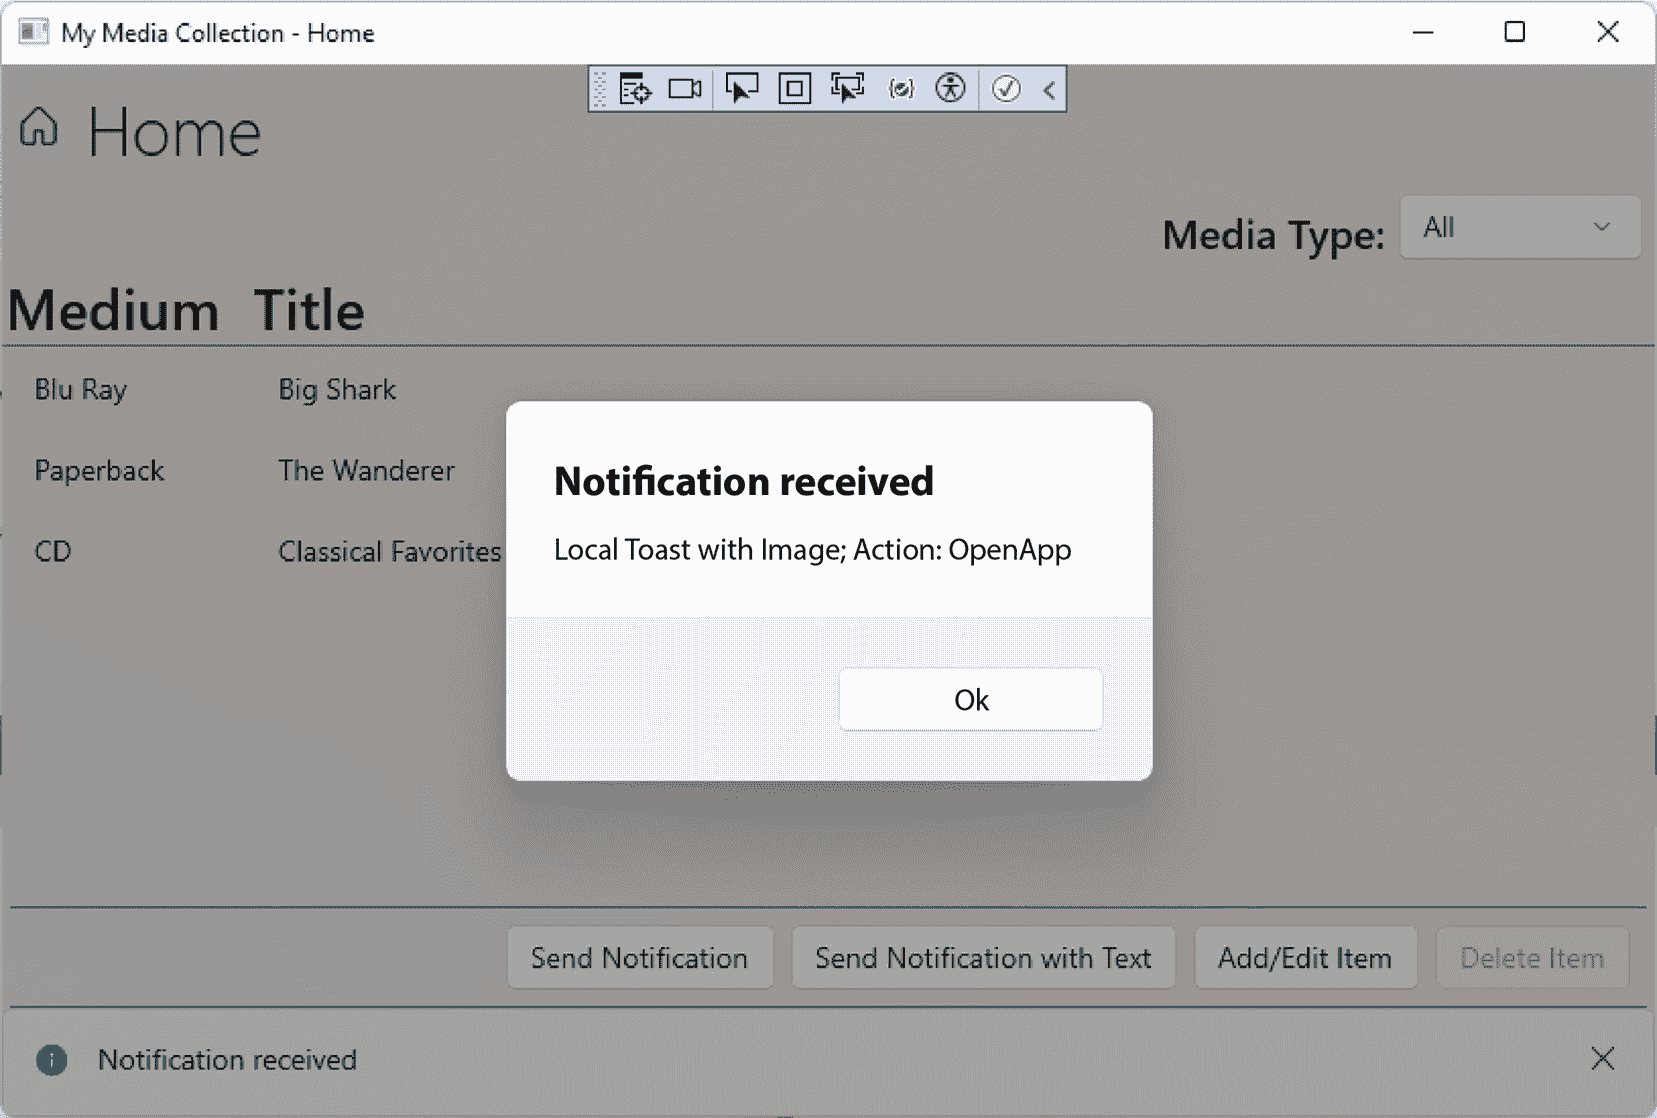 My Media Collection - Home
Home
Media Type: All
Medium Title
Blu Ray Big Shark
Paperback The Wanderer
CD Classical Favorites
Notification received
Local Toast with Image; Action: OpenApp
Ok
Send Notification Send Notification with Text Add/Edit Item Delete Item
Notification received